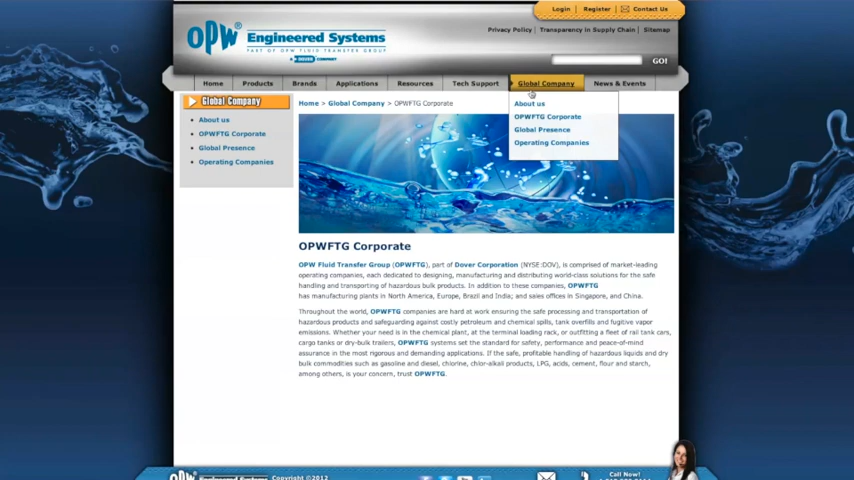 Login Register Contact Us
Privacy Policy Transparency in Supply Chain Sitemap
OPW Engineered Systems
PART OF OPW FLUID TRANSFER GROUP
A DOVER COMPANY
GO!
Home Products Brands Applications Resources Tech Support Global Company News & Events
Global Company
About us
OPWFTG Corporate
Global Presence
Operating Companies
Home > Global Company > OPWFTG Corporate
About us
OPWFTG Corporate
Global Presence
Operating Companies
OPWFTG Corporate
OPW Fluid Transfer Group (OPWFTG), part of Dover Corporation (NYSE:DOV), is comprised of market-leading
operating companies, each dedicated to designing, manufacturing and distributing world-class solutions for the safe
handling and transporting of hazardous bulk products. In addition to these companies, OPWFTG
has manufacturing plants in North America, Europe, Brazil and India; and sales offices in Singapore, and China.
Throughout the world, OPWFTG companies are hard at work ensuring the safe processing and transportation of
hazardous products and safeguarding against costly petroleum and chemical spills, tank overfills and fugitive vapor
emissions. Whether your need is in the chemical plant, at the terminal loading rack, or outfitting a fleet of rail tank cars,
cargo tanks or dry-bulk trailers, OPWFTG systems set the standard for safety, performance and peace-of-mind
assurance in the most rigorous and demanding applications. If the safe, profitable handling of hazardous liquids and dry
bulk commodities such as gasoline and diesel, chlorine, chlor-alkali products, LPG, acids, cement, flour and starch,
among others, is your concern, trust OPWFTG.
OPW Engineered Systems Copyright ©2012
Call Now!